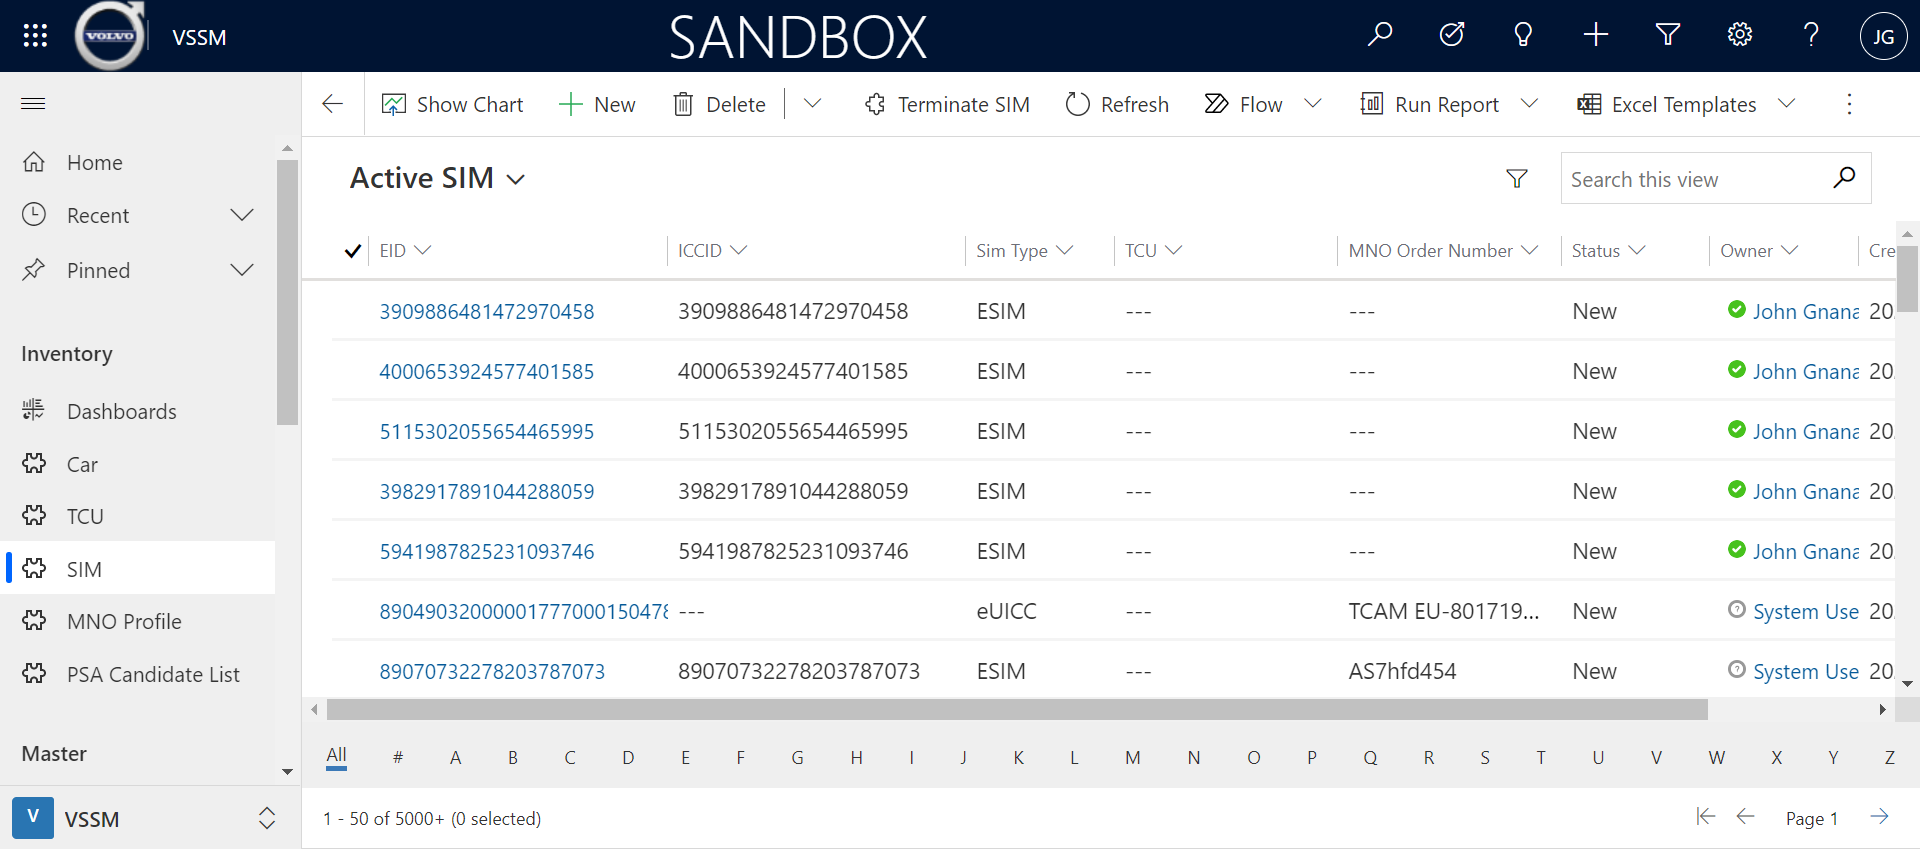 VOLVO VSSM SANDBOX JG
Show Chart New Delete Terminate SIM Refresh Flow Run Report Excel Templates
Home
Recent
Pinned
Inventory
Dashboards
Car
TCU
SIM
MNO Profile
PSA Candidate List
Master
V VSSM
Active SIM Search this view
EID ICCID Sim Type TCU MNO Order Number Status Owner Cre
3909886481472970458 3909886481472970458 ESIM --- --- New John Gnana 20
4000653924577401585 4000653924577401585 ESIM --- --- New John Gnana 20
5115302055654465995 5115302055654465995 ESIM --- --- New John Gnana 20
3982917891044288059 3982917891044288059 ESIM --- --- New John Gnana 20
5941987825231093746 5941987825231093746 ESIM --- --- New John Gnana 20
89049032000001777000150478 --- eUICC --- TCAM EU-801719... New System Use 20
89070732278203787073 89070732278203787073 ESIM --- AS7hfd454 New System Use 20
All # A B C D E F G H I J K L M N O P Q R S T U V W X Y Z
1 - 50 of 5000+ (0 selected) Page 1